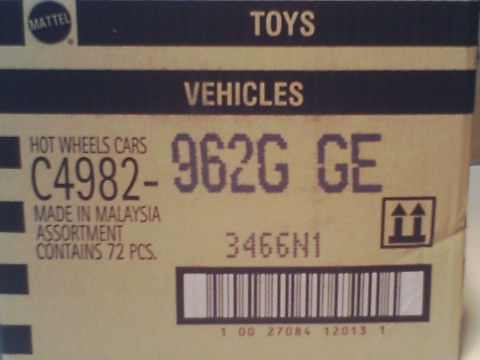 MATTEL
TOYS
VEHICLES
HOT WHEELS CARS
C4982-962G GE
MADE IN MALAYSIA
ASSORTMENT
CONTAINS 72 PCS.
3466N1
1 00 27084 12013 1